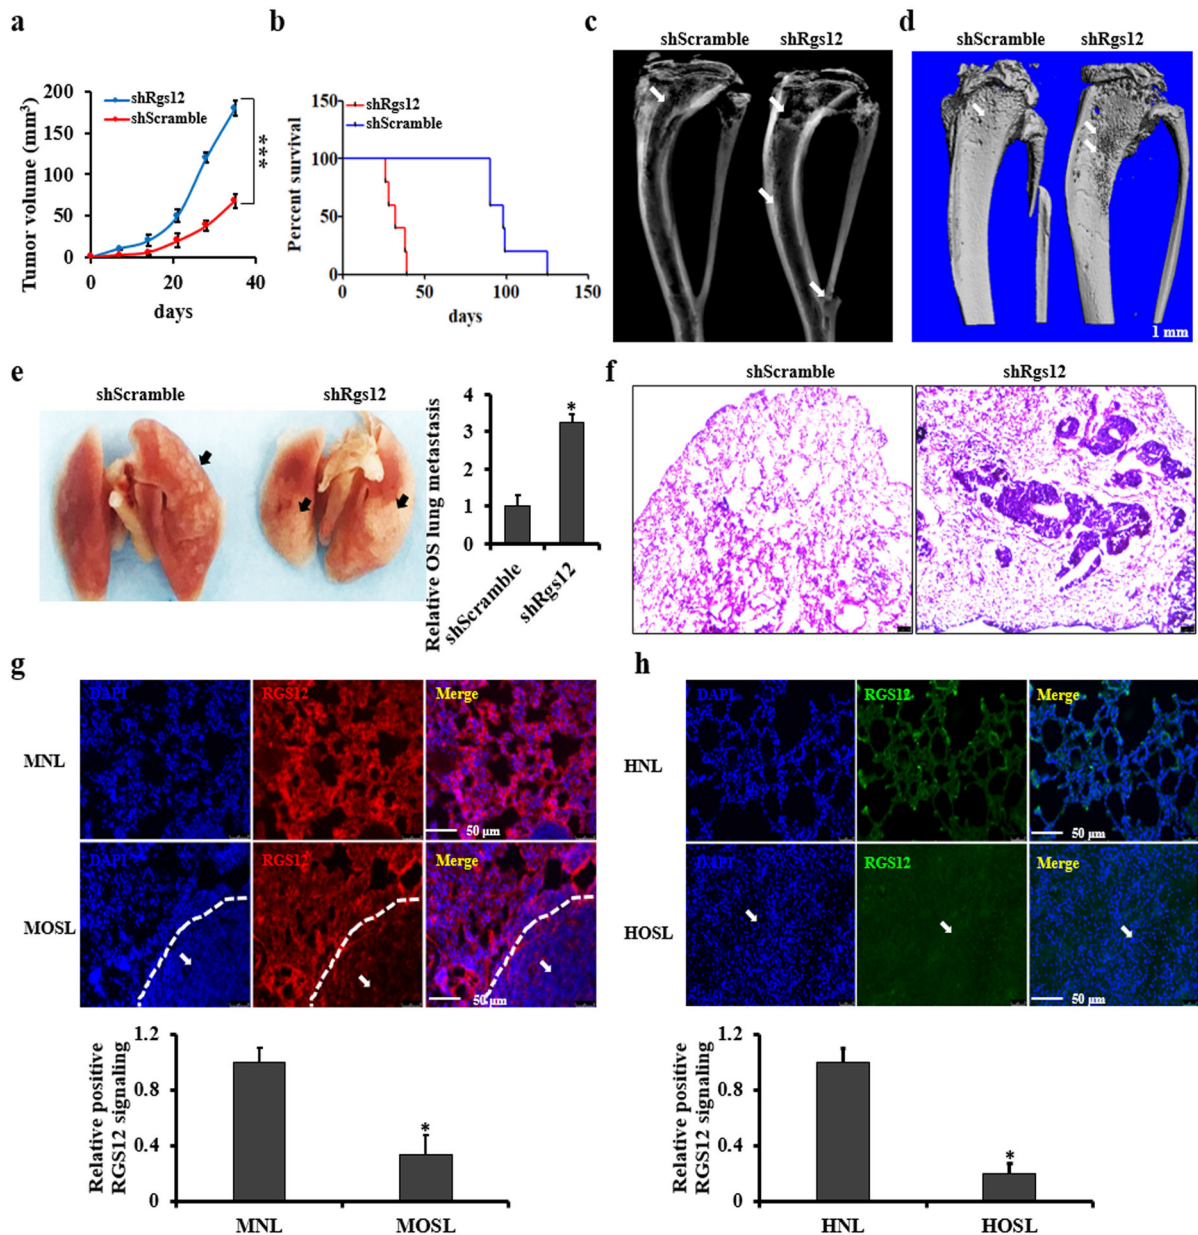 a
b
c
d
shScramble
shRgs12
shScramble
shRgs12
Tumor volume (mm³)
200
150
100
50
0
shRgs12
shScramble
***
0
20
40
days
Percent survival
150
100
50
0
shRgs12
shScramble
0
50
100
150
days
1 mm
e
f
shScramble
shRgs12
Relative OS lung metastasis
4
3
2
1
0
*
shScramble
shRgs12
shScramble
shRgs12
g
h
MNL
DAPI
RGS12
Merge
50 µm
MOSL
DAPI
RGS12
Merge
50 µm
HNL
DAPI
RGS12
Merge
50 µm
HOSL
DAPI
RGS12
Merge
50 µm
Relative positive
RGS12 signaling
1.2
0.8
0.4
0
*
MNL
MOSL
Relative positive
RGS12 signaling
1.2
0.8
0.4
0
*
HNL
HOSL